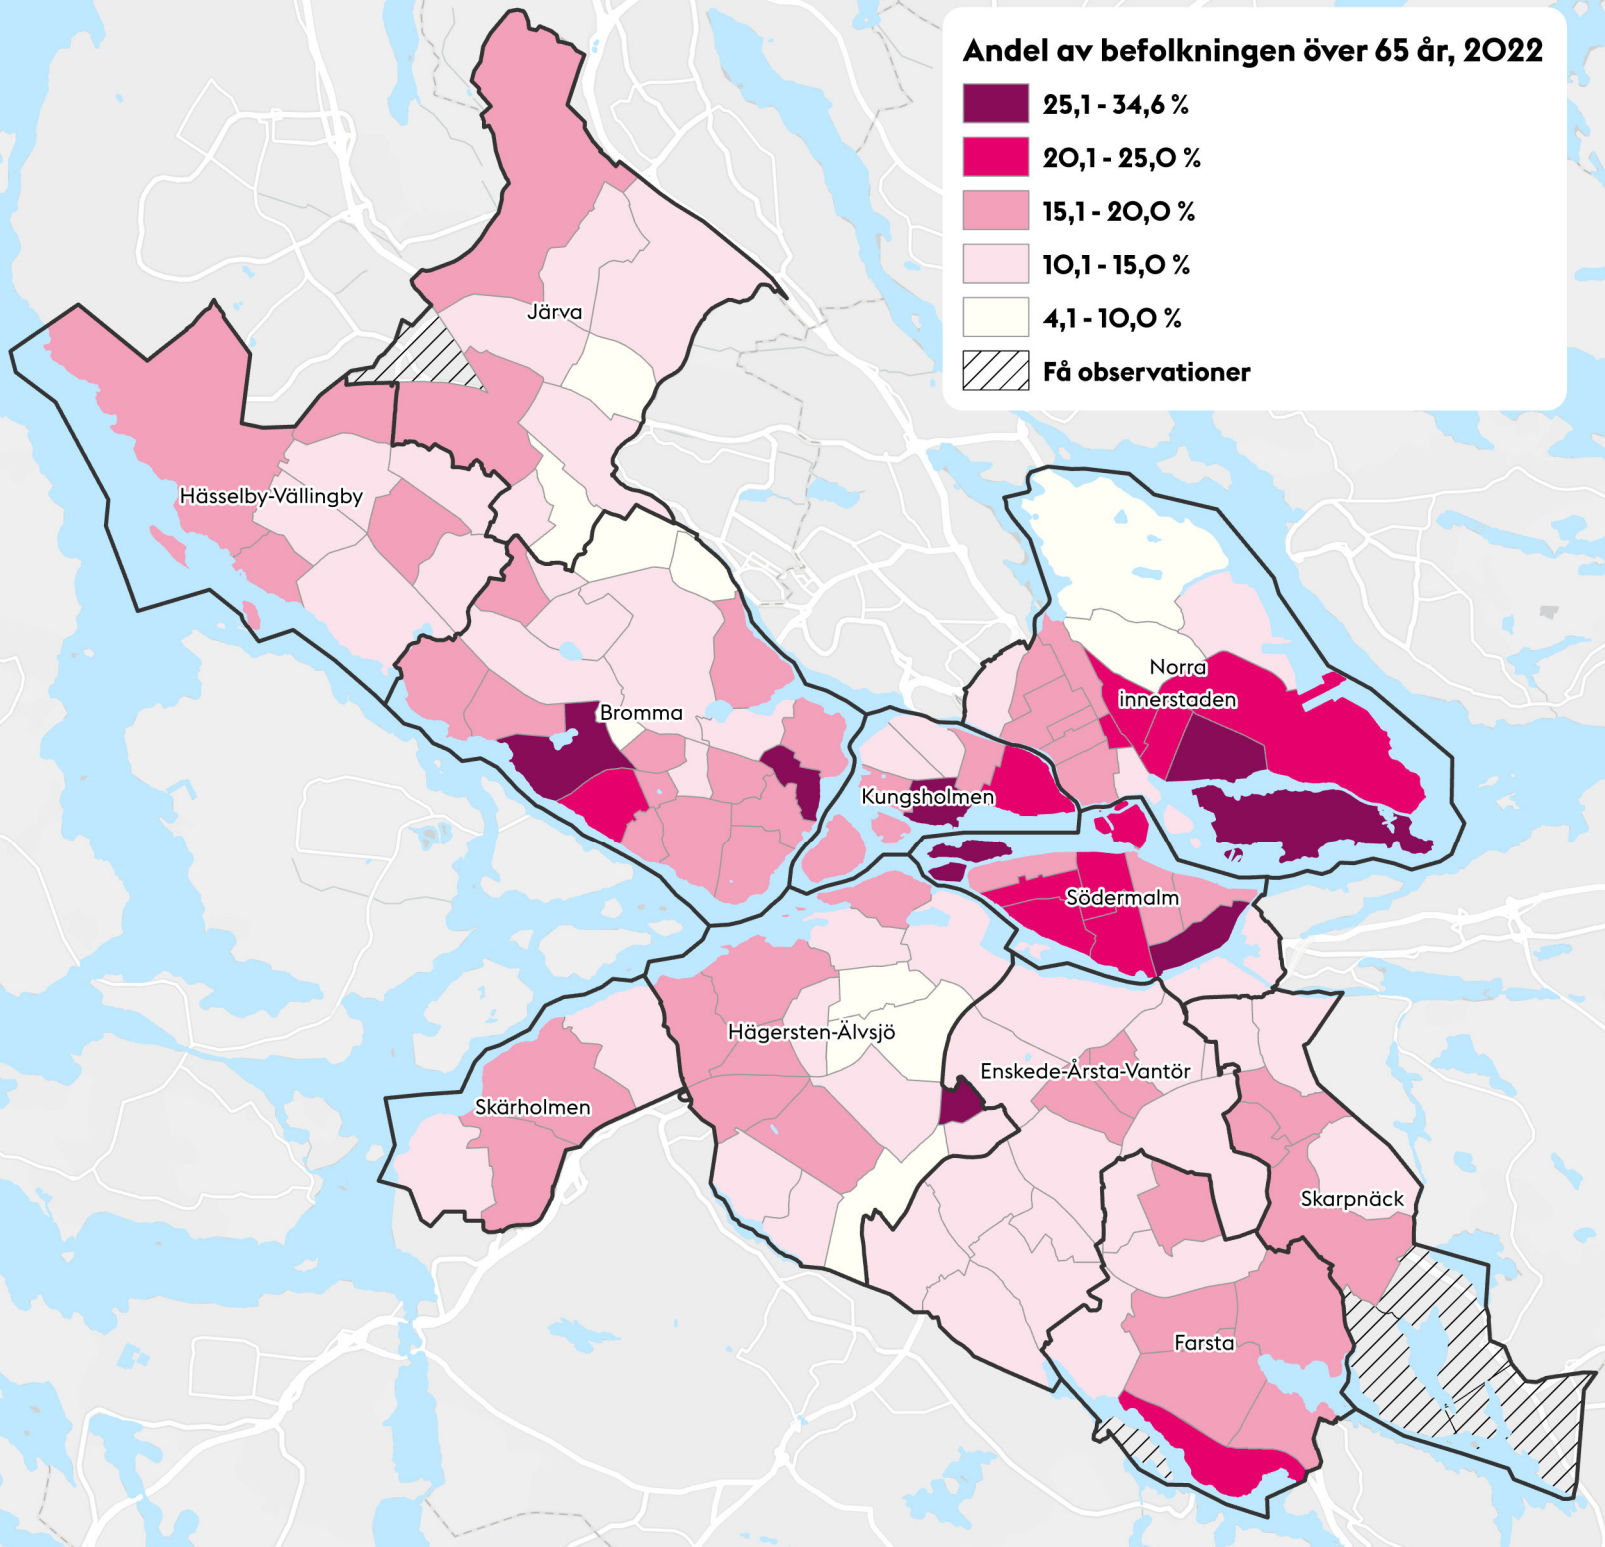 Andel av befolkningen över 65 år, 2022
25,1 - 34,6 %
20,1 - 25,0 %
15,1 - 20,0 %
10,1 - 15,0 %
4,1 - 10,0 %
Få observationer
Järva
Hässelby-Vällingby
Norra
innerstaden
Bromma
Kungsholmen
Södermalm
Hägersten-Älvsjö
Enskede-Årsta-Vantör
Skärholmen
Skarpnäck
Farsta